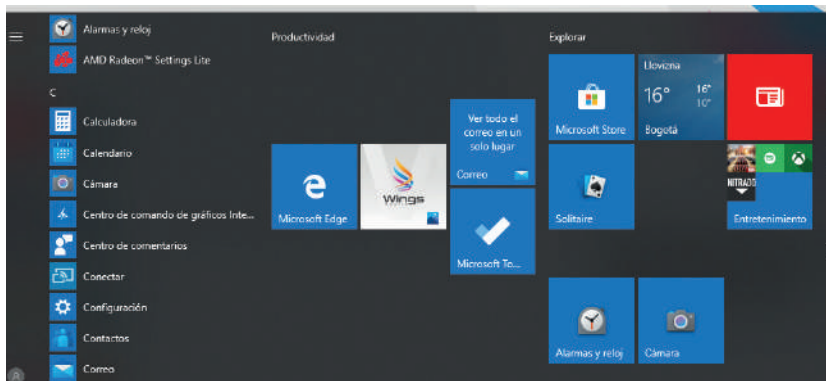 Alarmas y reloj
AMD Radeon™ Settings Lite
C
Calculadora
Calendario
Cámara
Centro de comando de gráficos Inte...
Centro de comentarios
Conectar
Configuración
Contactos
Correo
Productividad
Microsoft Edge
Wings
Ver todo el
correo en un
solo lugar
Correo
Microsoft To...
Explorar
Microsoft Store
Llovizna
16° 16°
10°
Bogotá
Solitaire
NITRADO
Entretenimiento
Alarmas y reloj
Cámara